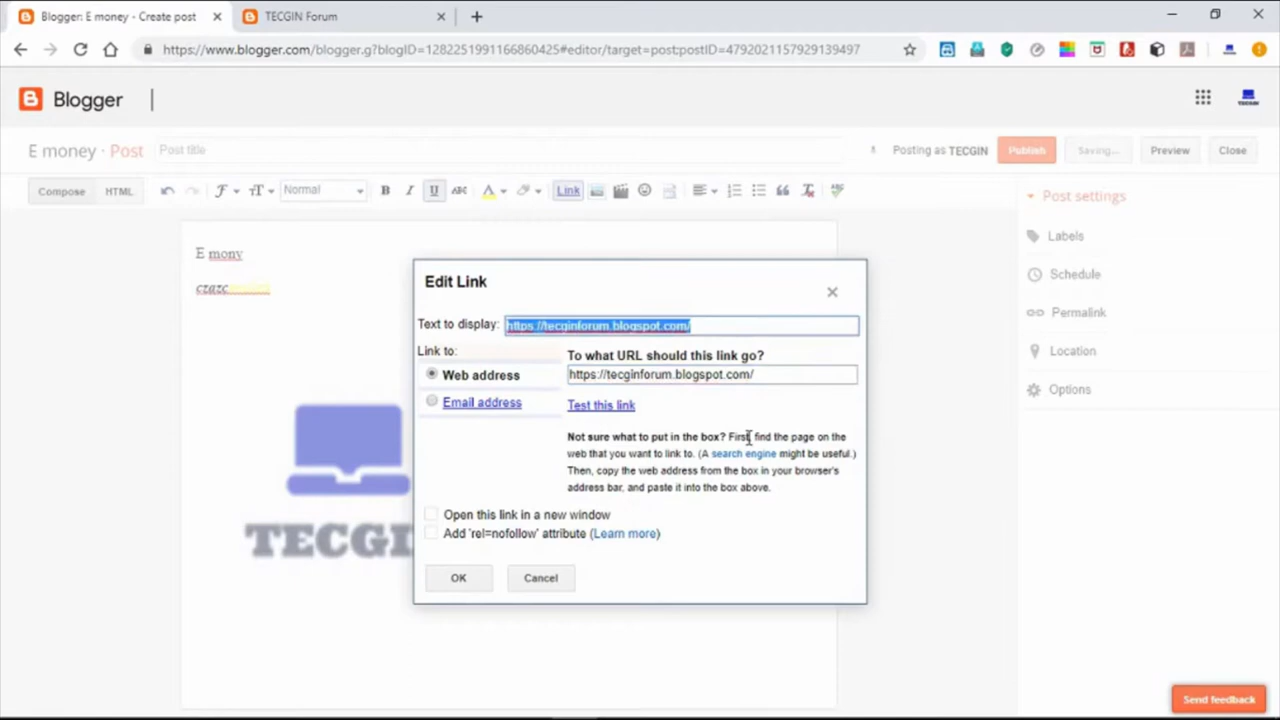 Blogger: E money - Create post
TECGIN Forum
https://www.blogger.com/blogger.g?blogID=1282251991166860425#editor/target=post;postID=4792021157929139497
Blogger
TECGIN
E money · Post
Post title
Posting as TECGIN
Publish
Saving...
Preview
Close
Compose
HTML
Normal
B
I
U
ABC
A
Link
Post settings
Labels
Schedule
Permalink
Location
Options
E mony
czazc
TECGI
Edit Link
Text to display: https://tecginforum.blogspot.com/
Link to:
Web address
Email address
To what URL should this link go?
https://tecginforum.blogspot.com/
Test this link
Not sure what to put in the box? First, find the page on the
web that you want to link to. (A search engine might be useful.)
Then, copy the web address from the box in your browser's
address bar, and paste it into the box above.
Open this link in a new window
Add 'rel=nofollow' attribute (Learn more)
OK
Cancel
Send feedback